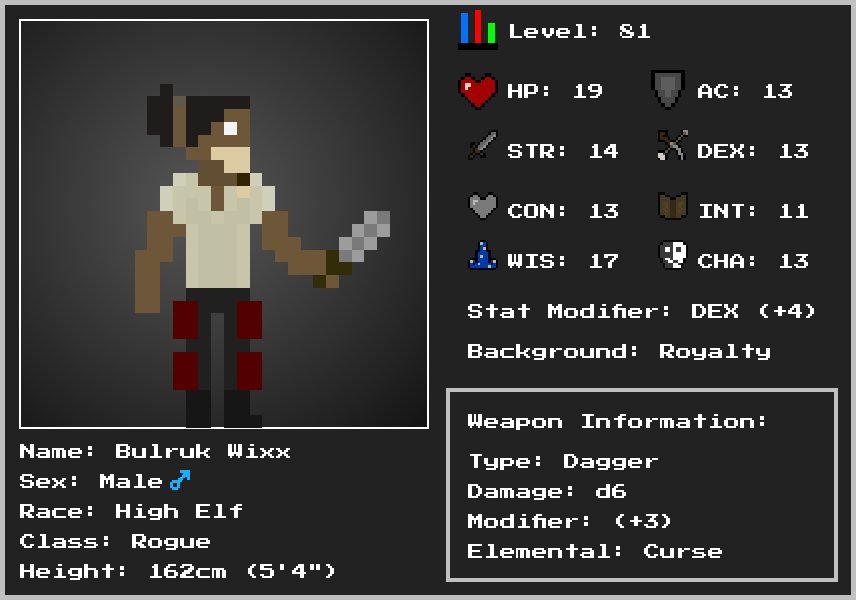 Level: 81
HP: 19 AC: 13
STR: 14 DEX: 13
CON: 13 INT: 11
WIS: 17 CHA: 13
Stat Modifier: DEX (+4)
Background: Royalty
Weapon Information:
Type: Dagger
Damage: d6
Modifier: (+3)
Elemental: Curse
Name: Bulruk Wixx
Sex: Male♂
Race: High Elf
Class: Rogue
Height: 162cm (5'4")